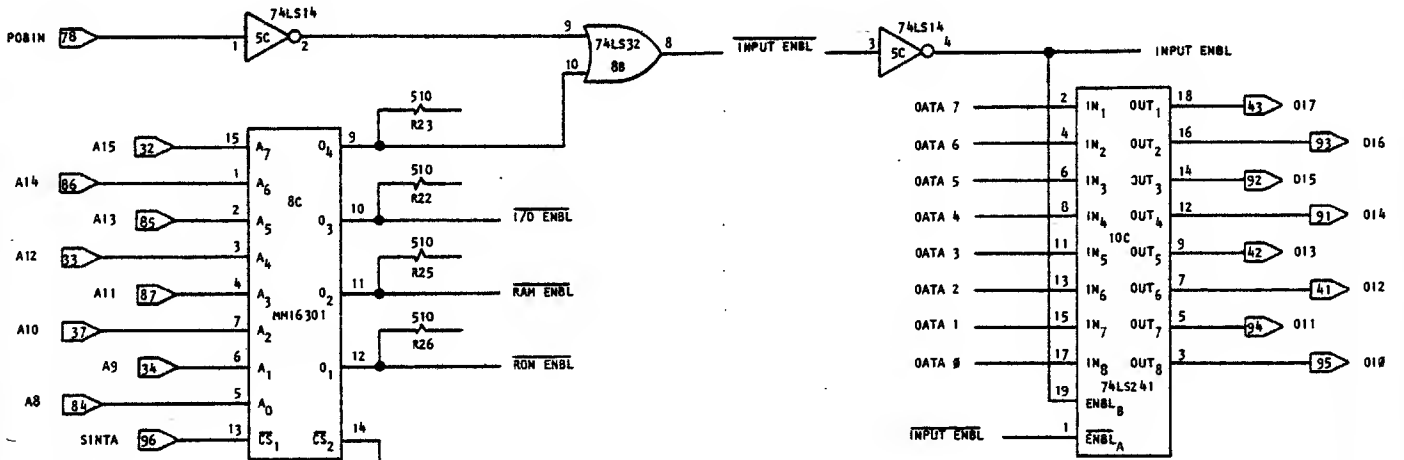 74LS14
POBIN 78 1 5C 2
9 10 74LS32 8B 8
INPUT ENBL
74LS14
3 5C 4
INPUT ENBL
510
R23
510
R22
510
R25
510
R26
A15 32 15 A7 O4 9
A14 86 1 A6
A13 85 2 A5 8C O3 10 I/O ENBL
A12 33 3 A4
A11 87 4 A3 O2 11 RAM ENBL
MMI6301
A10 37 7 A2
A9 34 6 A1 O1 12 ROM ENBL
A8 84 5 A0
SINTA 96 13 CS1 CS2 14
DATA 7 2 IN1 OUT1 18 43 DI7
DATA 6 4 IN2 OUT2 16 93 DI6
DATA 5 6 IN3 OUT3 14 92 DI5
DATA 4 8 IN4 OUT4 12 91 DI4
10C
DATA 3 11 IN5 OUT5 9 42 DI3
DATA 2 13 IN6 OUT6 7 41 DI2
DATA 1 15 IN7 OUT7 5 94 DI1
DATA Ø 17 IN8 OUT8 3 95 DIØ
74LS241
19 ENBLB
INPUT ENBL 1 ENBLA